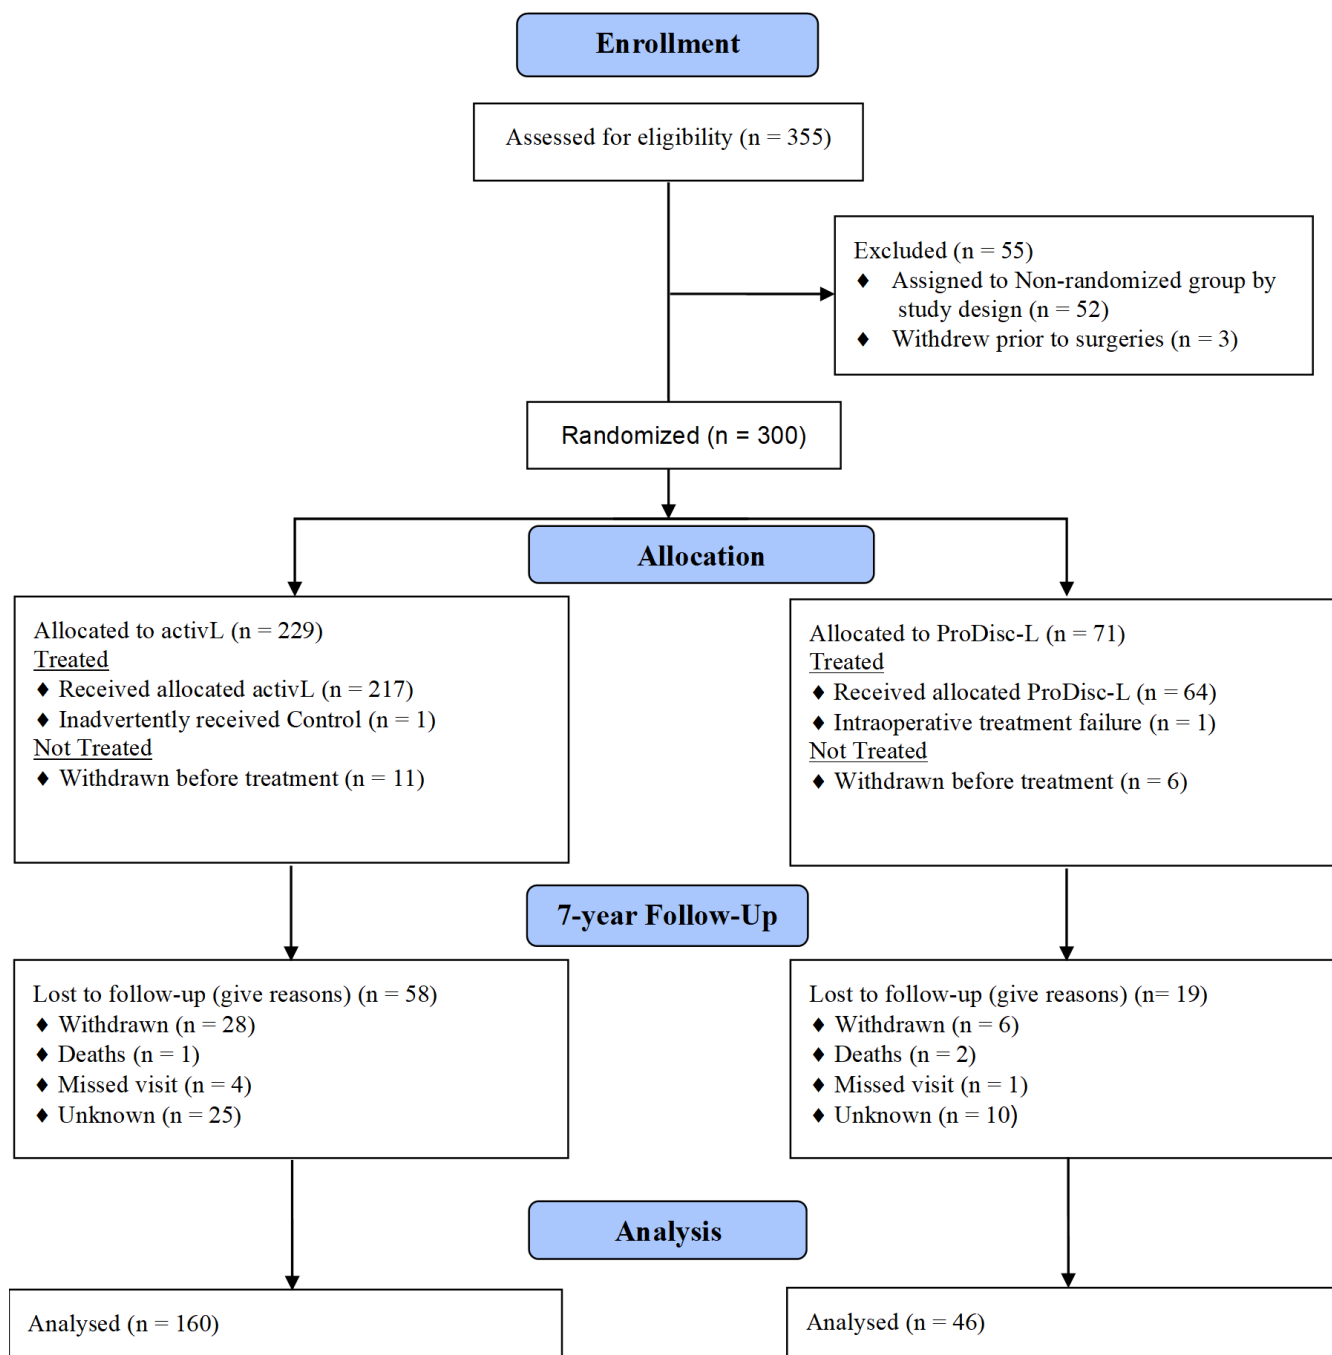 Enrollment
Assessed for eligibility (n = 355)
Excluded (n = 55)
♦ Assigned to Non-randomized group by
study design (n = 52)
♦ Withdrew prior to surgeries (n = 3)
Randomized (n = 300)
Allocation
Allocated to activL (n = 229)
Treated
♦ Received allocated activL (n = 217)
♦ Inadvertently received Control (n = 1)
Not Treated
♦ Withdrawn before treatment (n = 11)
Allocated to ProDisc-L (n = 71)
Treated
♦ Received allocated ProDisc-L (n = 64)
♦ Intraoperative treatment failure (n = 1)
Not Treated
♦ Withdrawn before treatment (n = 6)
7-year Follow-Up
Lost to follow-up (give reasons) (n = 58)
♦ Withdrawn (n = 28)
♦ Deaths (n = 1)
♦ Missed visit (n = 4)
♦ Unknown (n = 25)
Lost to follow-up (give reasons) (n= 19)
♦ Withdrawn (n = 6)
♦ Deaths (n = 2)
♦ Missed visit (n = 1)
♦ Unknown (n = 10)
Analysis
Analysed (n = 160)
Analysed (n = 46)